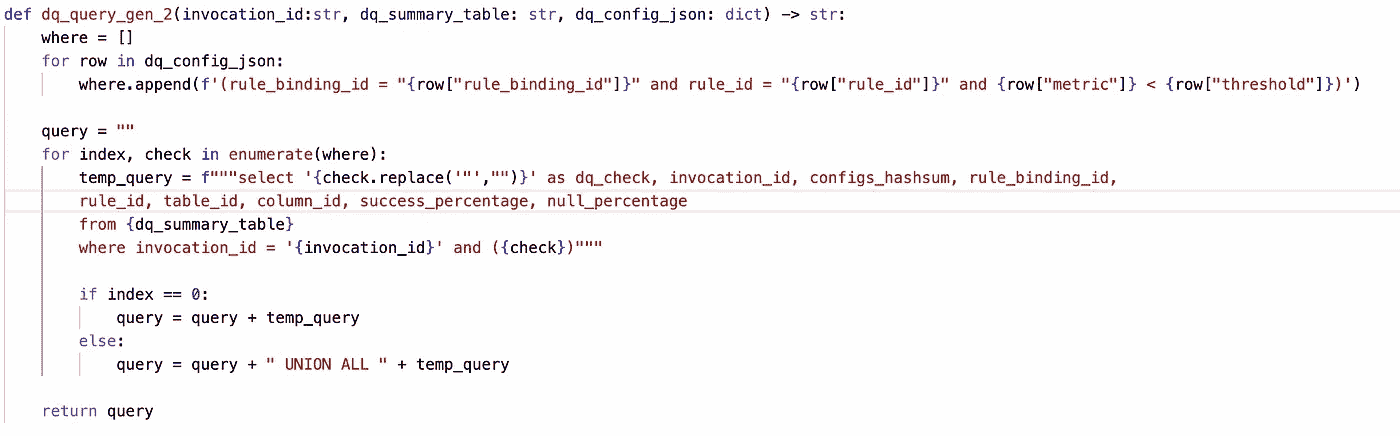 def dq_query_gen_2(invocation_id:str, dq_summary_table: str, dq_config_json: dict) -> str:
    where = []
    for row in dq_config_json:
        where.append(f'(rule_binding_id = "{row["rule_binding_id"]}" and rule_id = "{row["rule_id"]}" and {row["metric"]} < {row["threshold"]})')
    query = ""
    for index, check in enumerate(where):
        temp_query = f"""select '{check.replace('"',"")}' as dq_check, invocation_id, configs_hashsum, rule_binding_id,
        rule_id, table_id, column_id, success_percentage, null_percentage
        from {dq_summary_table}
        where invocation_id = '{invocation_id}' and ({check})"""
        if index == 0:
            query = query + temp_query
        else:
            query = query + " UNION ALL " + temp_query
    return query